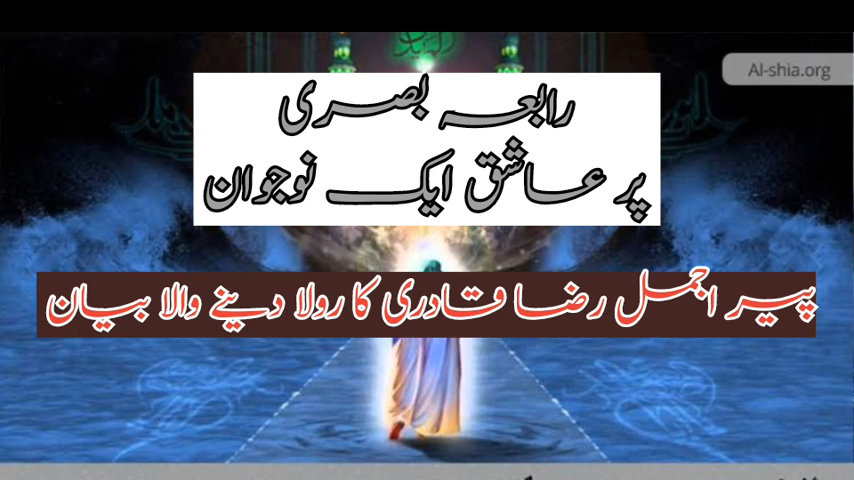 Al-shia.org
رابعہ بصری
پر عاشق ایک نوجوان
پیر اجمل رضا قادری کا رولا دینے والا بیان